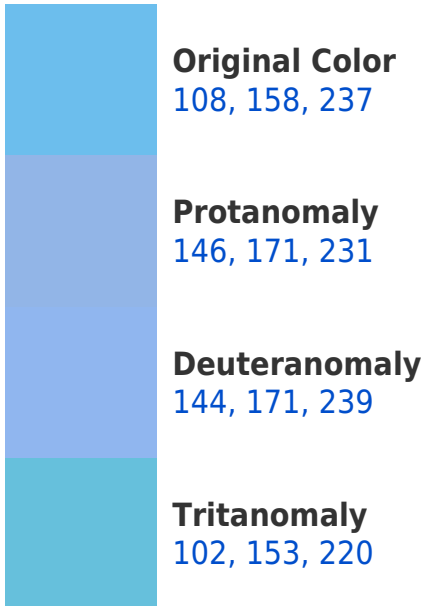 Original Color
108, 158, 237
Protanomaly
146, 171, 231
Deuteranomaly
144, 171, 239
Tritanomaly
102, 153, 220